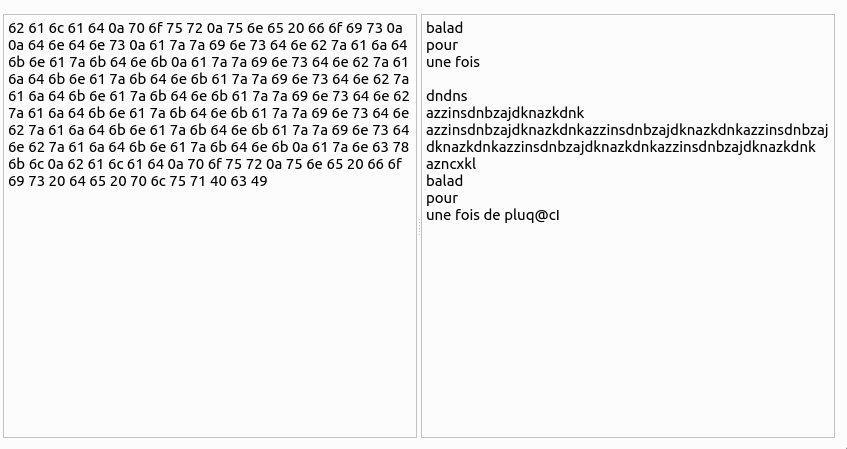 62 61 6c 61 64 0a 70 6f 75 72 0a 75 6e 65 20 66 6f 69 73 0a
0a 64 6e 64 6e 73 0a 61 7a 7a 69 6e 73 64 6e 62 7a 61 6a 64
6b 6e 61 7a 6b 64 6e 6b 0a 61 7a 7a 69 6e 73 64 6e 62 7a 61
6a 64 6b 6e 61 7a 6b 64 6e 6b 61 7a 7a 69 6e 73 64 6e 62 7a
61 6a 64 6b 6e 61 7a 6b 64 6e 6b 61 7a 7a 69 6e 73 64 6e 62
7a 61 6a 64 6b 6e 61 7a 6b 64 6e 6b 61 7a 7a 69 6e 73 64 6e
62 7a 61 6a 64 6b 6e 61 7a 6b 64 6e 6b 61 7a 7a 69 6e 73 64
6e 62 7a 61 6a 64 6b 6e 61 7a 6b 64 6e 6b 0a 61 7a 6e 63 78
6b 6c 0a 62 61 6c 61 64 0a 70 6f 75 72 0a 75 6e 65 20 66 6f
69 73 20 64 65 20 70 6c 75 71 40 63 49
balad
pour
une fois
dndns
azzinsdnbzajdknazkdnk
azzinsdnbzajdknazkdnkazzinsdnbzajdknazkdnkazzinsdnbzaj
dknazkdnkazzinsdnbzajdknazkdnkazzinsdnbzajdknazkdnk
azncxkl
balad
pour
une fois de pluq@cI